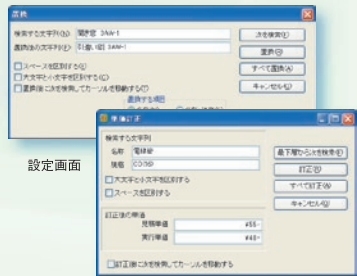 置換
検索する文字列(N)
置換後の文字列(P)
スペースを区別する
大文字と小文字を区別する(C)
置換後に次を検索してカーソルを移動する(T)
置換する項目
次を検索(F)
置換(R)
すべて置換(A)
キャンセル
設定画面
単価訂正
検索する文字列
名称 電線管
規格
大文字と小文字を区別する
スペースを区別する
訂正後の単価
見積単価 ¥55-
実行単価 ¥48-
訂正後に次を検索してカーソルを移動する
最下層から次を検索(F)
訂正(R)
すべて訂正(A)
キャンセル